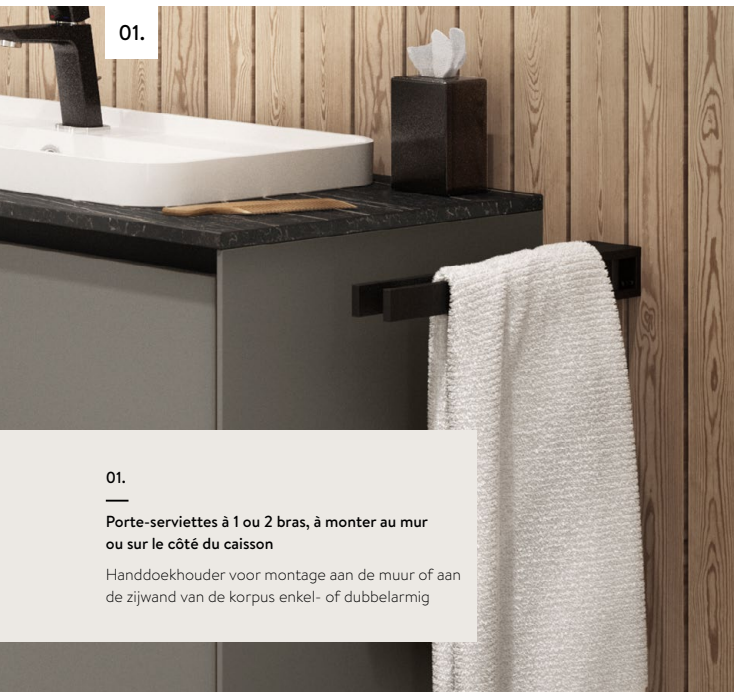 01.
01.
Porte-serviettes à 1 ou 2 bras, à monter au mur
ou sur le côté du caisson
Handdoekhouder voor montage aan de muur of aan
de zijwand van de korpus enkel- of dubbelarmig